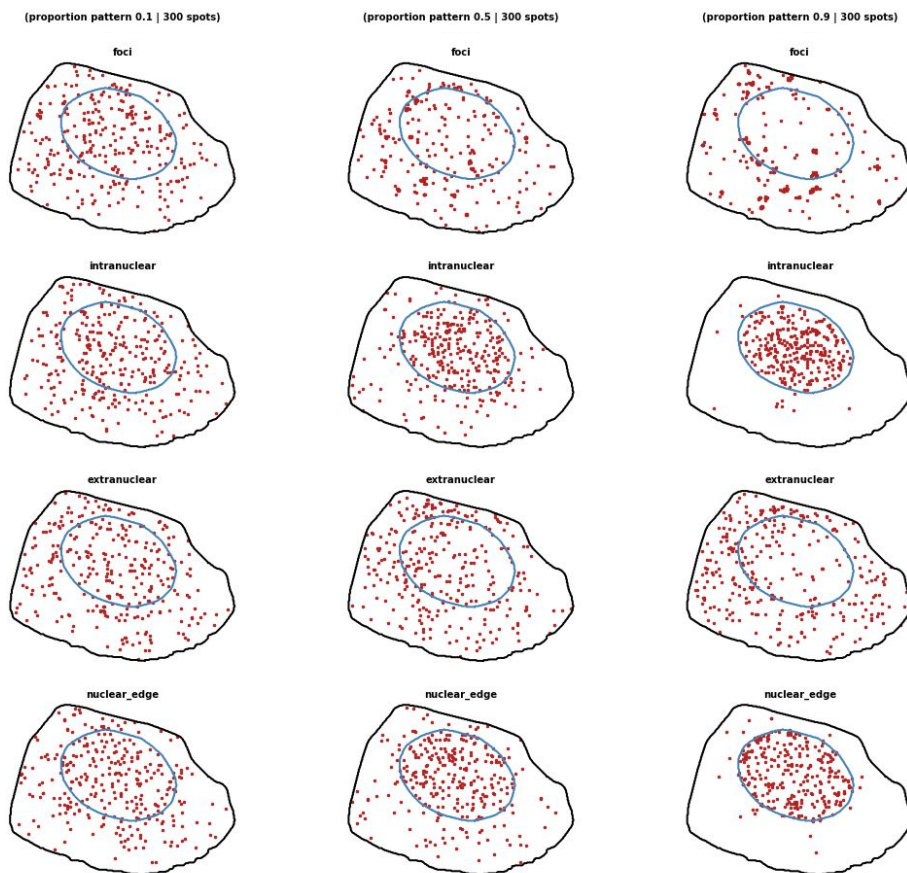 (proportion pattern 0.1 | 300 spots) (proportion pattern 0.5 | 300 spots) (proportion pattern 0.9 | 300 spots)
foci foci foci
intranuclear intranuclear intranuclear
extranuclear extranuclear extranuclear
nuclear_edge nuclear_edge nuclear_edge